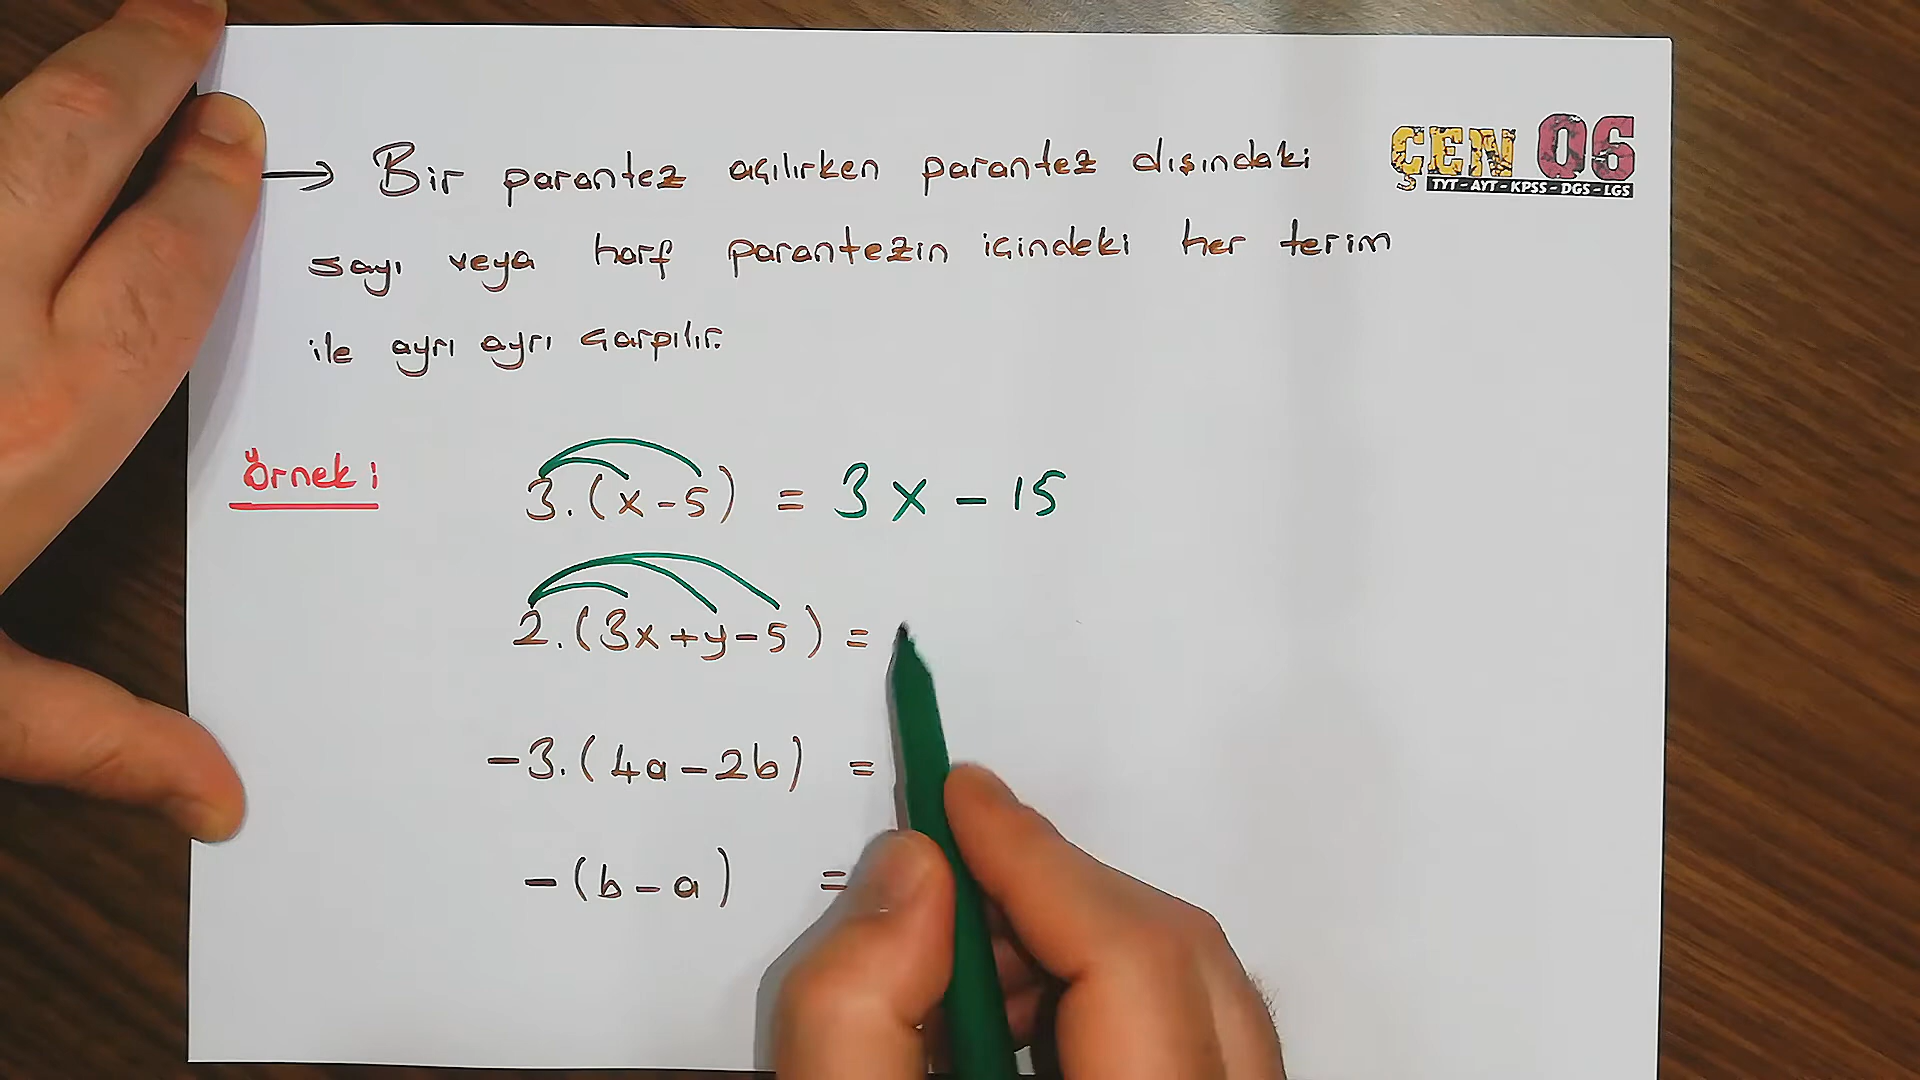 → Bir parantez açılırken parantez dışındaki
sayı veya harf parantezin içindeki her terim
ile ayrı ayrı çarpılır.
ÇEN 06
TYT - AYT - KPSS - DGS - LGS
Örnek:
3.(x-5) = 3x - 15
2.(3x+y-5) =
-3.(4a-2b) =
-(b-a) =